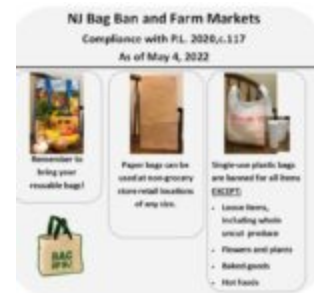 NJ Bag Ban and Farm Markets
Compliance with P.L. 2020,c.117
As of May 4, 2022
Remember to
bring your
reusable bags!
Paper bags can be
used at non-grocery
store retail locations
of any size.
Single-use plastic bags
are banned for all items
EXCEPT:
• Loose items,
including whole
uncut produce
• Flowers and plants
• Baked goods
• Hot foods
BAG